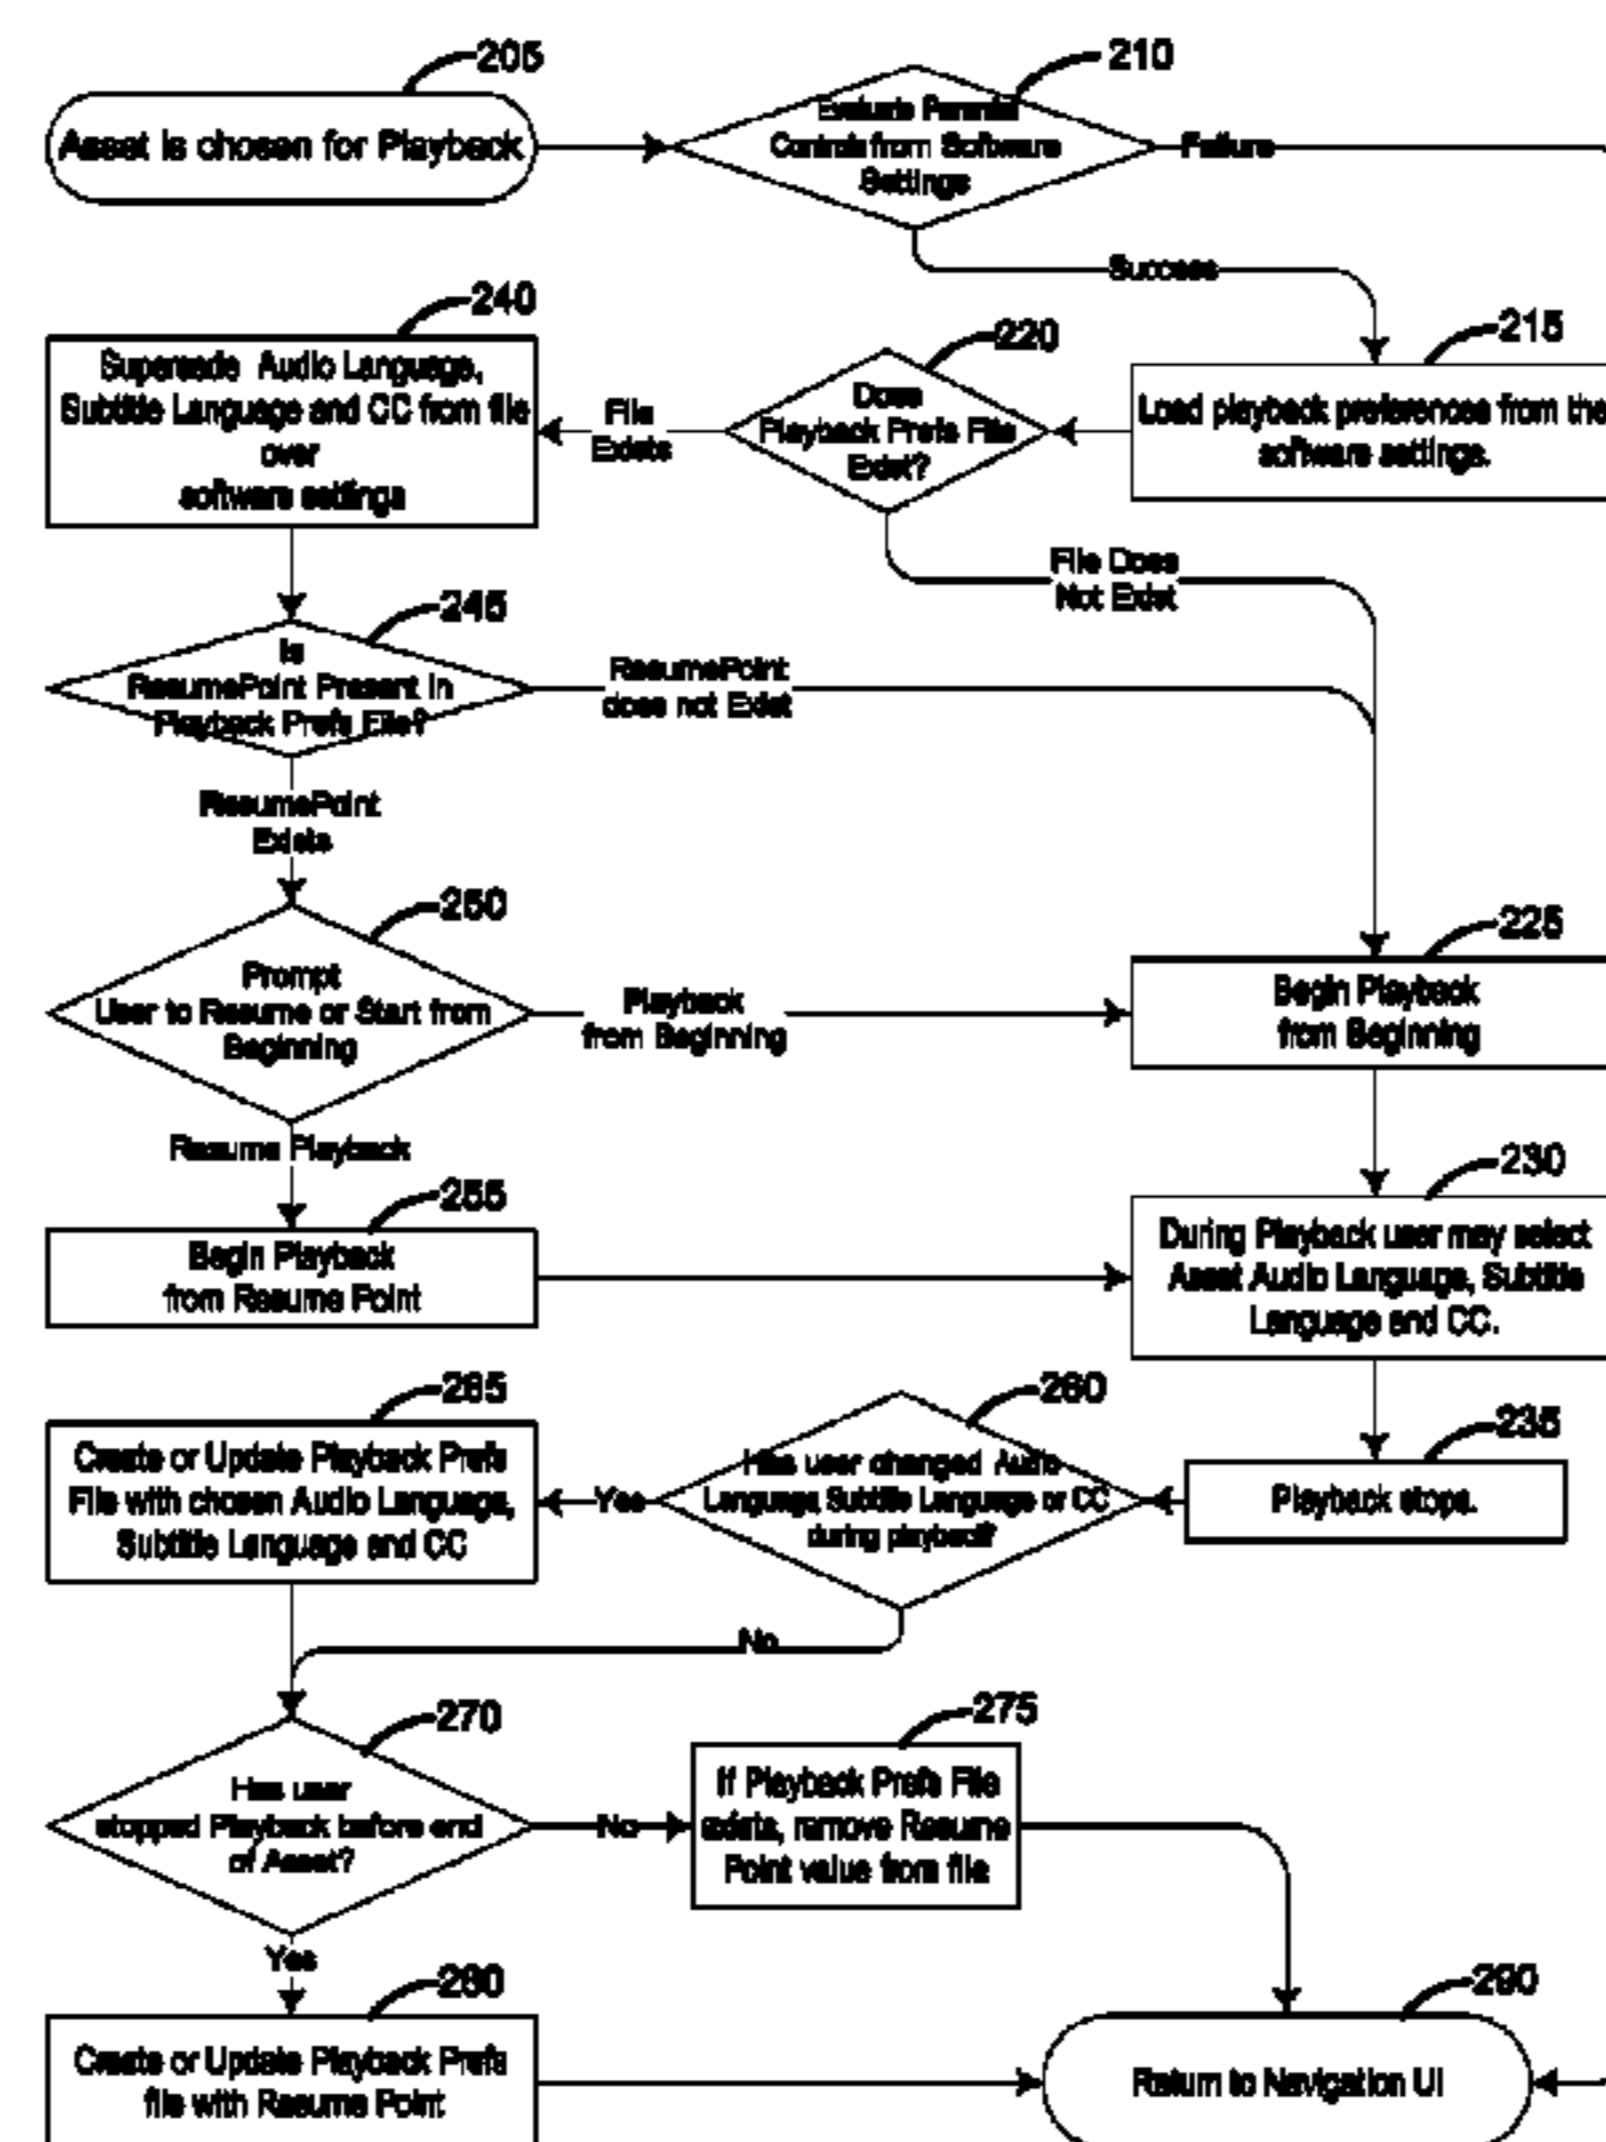 205
Asset is chosen for Playback
210
Evaluate Parental
Controls from Software
Settings
Failure
Success
215
Load playback preferences from the
software settings.
220
Does
Playback Prefs File
Exist?
File
Exists
File Does
Not Exist
240
Supersede Audio Language,
Subtitle Language and CC from file
over
software settings
245
Is
ResumePoint Present in
Playback Prefs File?
ResumePoint
does not Exist
ResumePoint
Exists
250
Prompt
User to Resume or Start from
Beginning
Playback
from Beginning
225
Begin Playback
from Beginning
Resume Playback
255
Begin Playback
from Resume Point
230
During Playback user may select
Asset Audio Language, Subtitle
Language and CC.
235
Playback stops.
260
Has user changed Audio
Language, Subtitle Language or CC
during playback?
Yes
No
265
Create or Update Playback Prefs
File with chosen Audio Language,
Subtitle Language and CC
270
Has user
stopped Playback before end
of Asset?
No
Yes
275
If Playback Prefs File
exists, remove Resume
Point value from file
280
Create or Update Playback Prefs
file with Resume Point
290
Return to Navigation UI